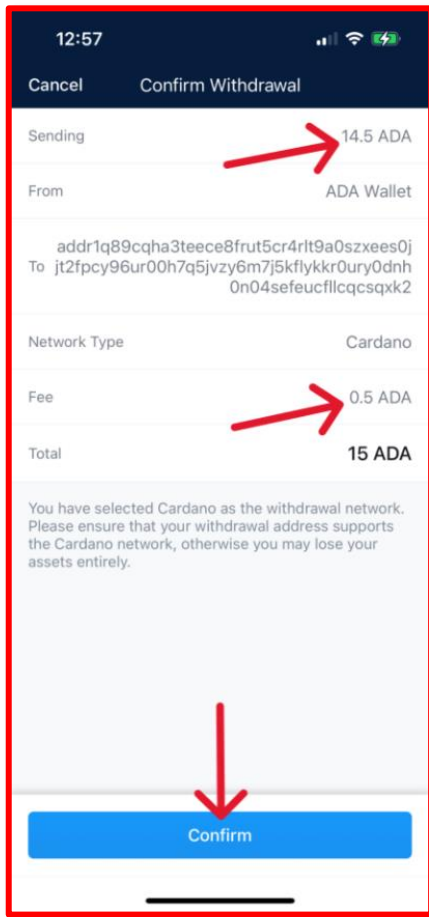 12:57
Cancel Confirm Withdrawal
Sending 14.5 ADA
From ADA Wallet
addr1q89cqha3teece8frut5cr4rlt9a0szxees0j
To jt2fpcy96ur00h7q5jvzy6m7j5kflykkr0ury0dnh
0n04sefeucfllcqcsqxk2
Network Type Cardano
Fee 0.5 ADA
Total 15 ADA
You have selected Cardano as the withdrawal network.
Please ensure that your withdrawal address supports
the Cardano network, otherwise you may lose your
assets entirely.
Confirm